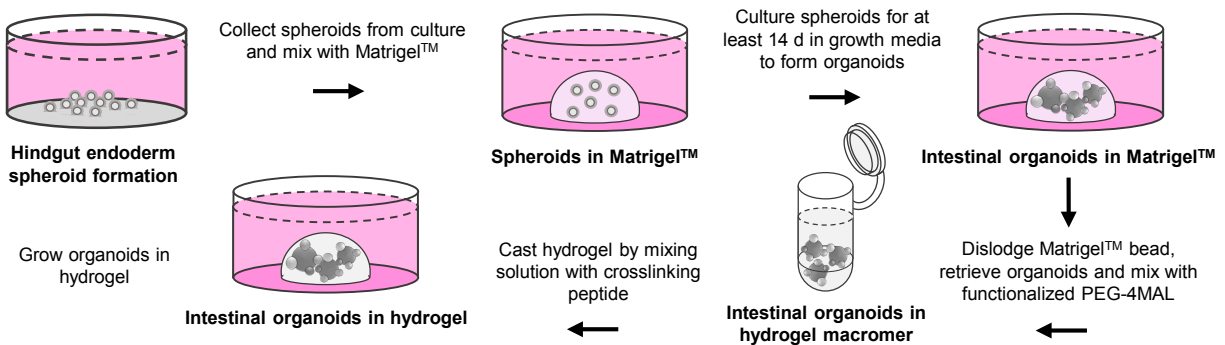 Collect spheroids from culture
and mix with Matrigel™
Culture spheroids for at
least 14 d in growth media
to form organoids
Hindgut endoderm
spheroid formation
Spheroids in Matrigel™
Intestinal organoids in Matrigel™
Dislodge Matrigel™ bead,
retrieve organoids and mix with
functionalized PEG-4MAL
Intestinal organoids in
hydrogel macromer
Cast hydrogel by mixing
solution with crosslinking
peptide
Intestinal organoids in hydrogel
Grow organoids in
hydrogel